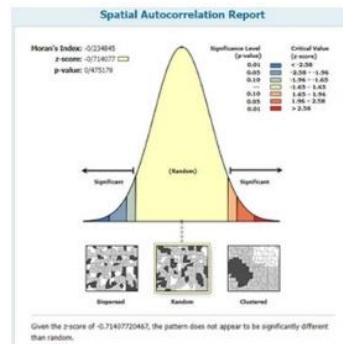 Spatial Autocorrelation Report
Moran's Index: -0/234845
z-score: -0/714077
p-value: 0/475178
Significance Level
(p-value)
Critical Value
(z-score)
0.01 < -2.58
0.05 -2.58 - -1.96
0.10 -1.96 - -1.65
— -1.65 - 1.65
0.10 1.65 - 1.96
0.05 1.96 - 2.58
0.01 > 2.58
Significant
(Random)
Significant
Dispersed
Random
Clustered
Given the z-score of -0.71407720467, the pattern does not appear to be significantly different
than random.